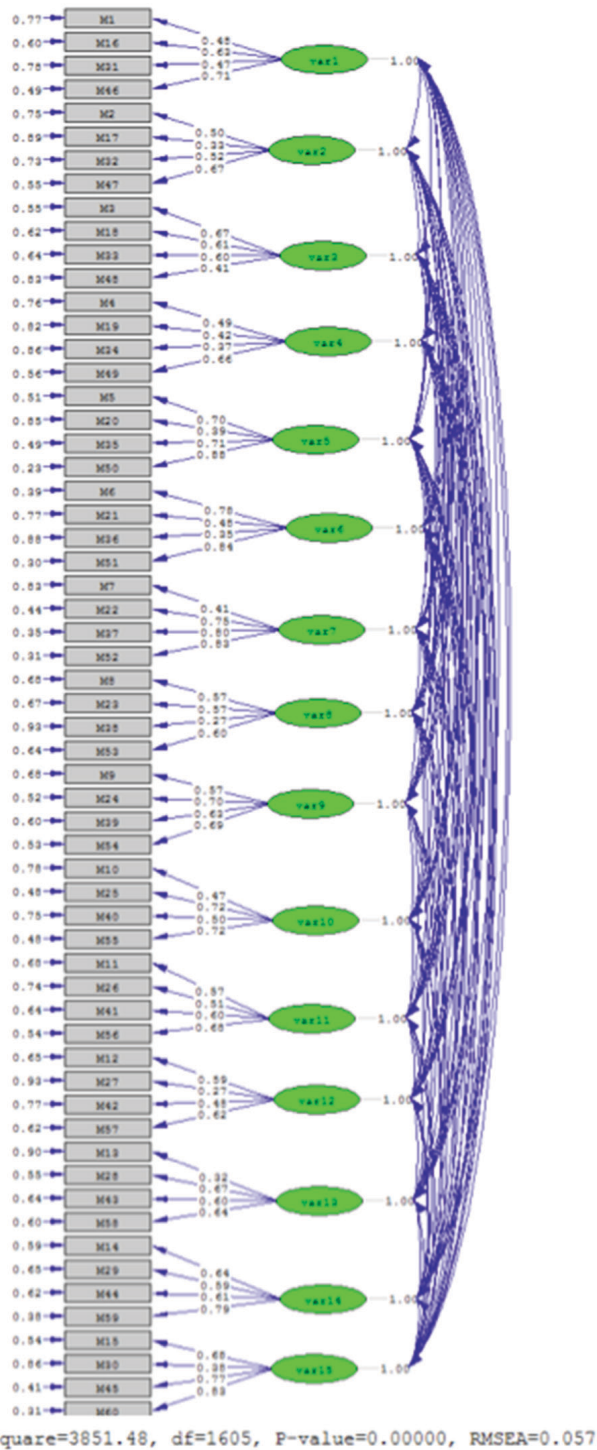 0.77 M1
0.48
0.60 M16
0.63
var1 1.00
0.78 M31
0.47
0.49 M46
0.71
0.75 M2
0.50
0.89 M17
0.33
var2 1.00
0.73 M32
0.52
0.55 M47
0.67
0.55 M3
0.67
0.62 M18
0.61
var3 1.00
0.64 M33
0.60
0.83 M48
0.41
0.76 M4
0.49
0.82 M19
0.42
var4 1.00
0.86 M34
0.37
0.56 M49
0.66
0.51 M5
0.70
0.85 M20
0.39
var5 1.00
0.49 M35
0.71
0.23 M50
0.88
0.39 M6
0.78
0.77 M21
0.48
var6 1.00
0.88 M36
0.35
0.30 M51
0.84
0.83 M7
0.41
0.44 M22
0.75
var7 1.00
0.35 M37
0.80
0.31 M52
0.83
0.68 M8
0.57
0.67 M23
0.57
var8 1.00
0.93 M38
0.27
0.64 M53
0.60
0.68 M9
0.57
0.52 M24
0.70
var9 1.00
0.60 M39
0.63
0.53 M54
0.69
0.78 M10
0.47
0.48 M25
0.72
var10 1.00
0.75 M40
0.50
0.48 M55
0.72
0.68 M11
0.57
0.74 M26
0.51
var11 1.00
0.64 M41
0.60
0.54 M56
0.68
0.65 M12
0.59
0.93 M27
0.27
var12 1.00
0.77 M42
0.48
0.62 M57
0.62
0.90 M13
0.32
0.55 M28
0.67
var13 1.00
0.64 M43
0.60
0.60 M58
0.64
0.59 M14
0.64
0.65 M29
0.59
var14 1.00
0.62 M44
0.61
0.38 M59
0.79
0.54 M15
0.68
0.86 M30
0.38
var15 1.00
0.41 M45
0.77
0.31 M60
0.83
quare=3851.48, df=1605, P-value=0.00000, RMSEA=0.057